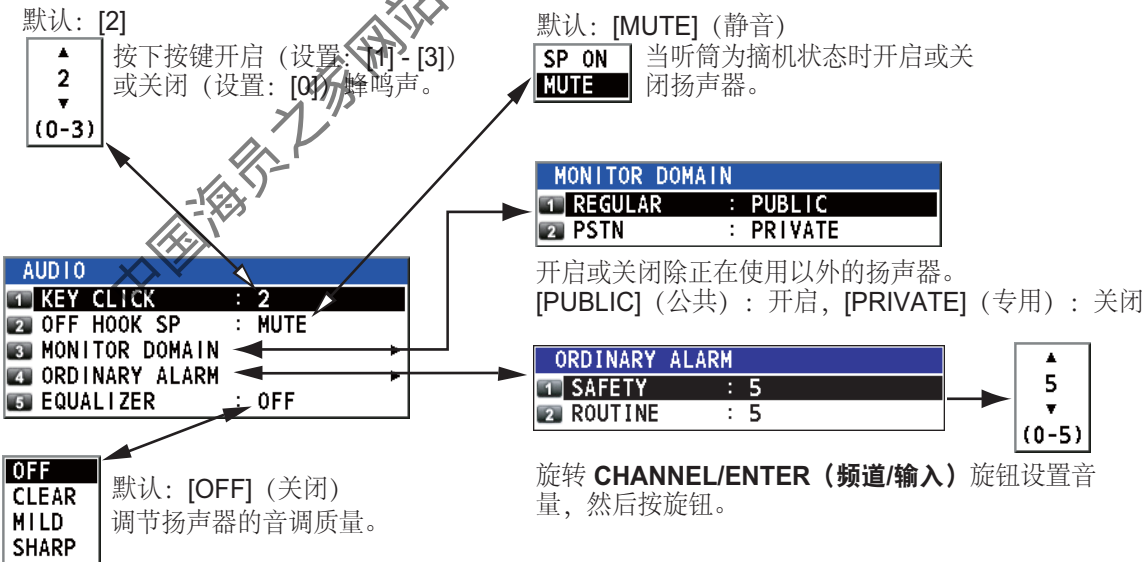 默认：[2]
▲
2
▼
(0-3)
按下按键开启（设置：[1] - [3]）
或关闭（设置：[0]）蜂鸣声。
默认：[MUTE]（静音）
SP ON
MUTE
当听筒为摘机状态时开启或关
闭扬声器。
中国海员之家网站
MONITOR DOMAIN
1 REGULAR : PUBLIC
2 PSTN : PRIVATE
开启或关闭除正在使用以外的扬声器。
[PUBLIC]（公共）：开启，[PRIVATE]（专用）：关闭
AUDIO
1 KEY CLICK : 2
2 OFF HOOK SP : MUTE
3 MONITOR DOMAIN
4 ORDINARY ALARM
5 EQUALIZER : OFF
ORDINARY ALARM
1 SAFETY : 5
2 ROUTINE : 5
▲
5
▼
(0-5)
旋转 CHANNEL/ENTER（频道/输入）旋钮设置音
量，然后按旋钮。
OFF
CLEAR
MILD
SHARP
默认：[OFF]（关闭）
调节扬声器的音调质量。